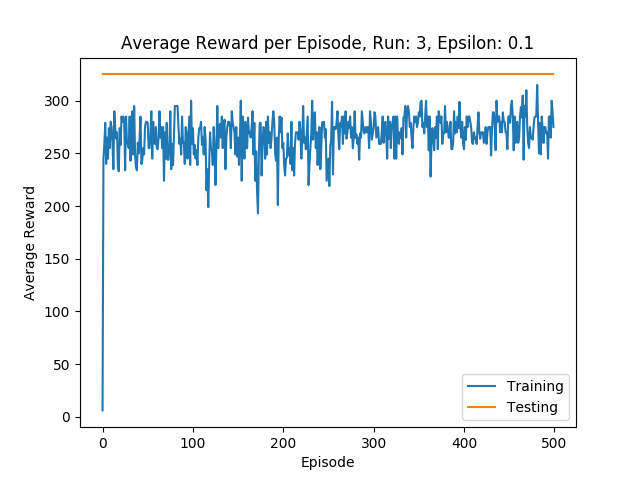 Average Reward per Episode, Run: 3, Epsilon: 0.1
Average Reward
300
250
200
150
100
50
0
0 100 200 300 400 500
Episode
Training
Testing